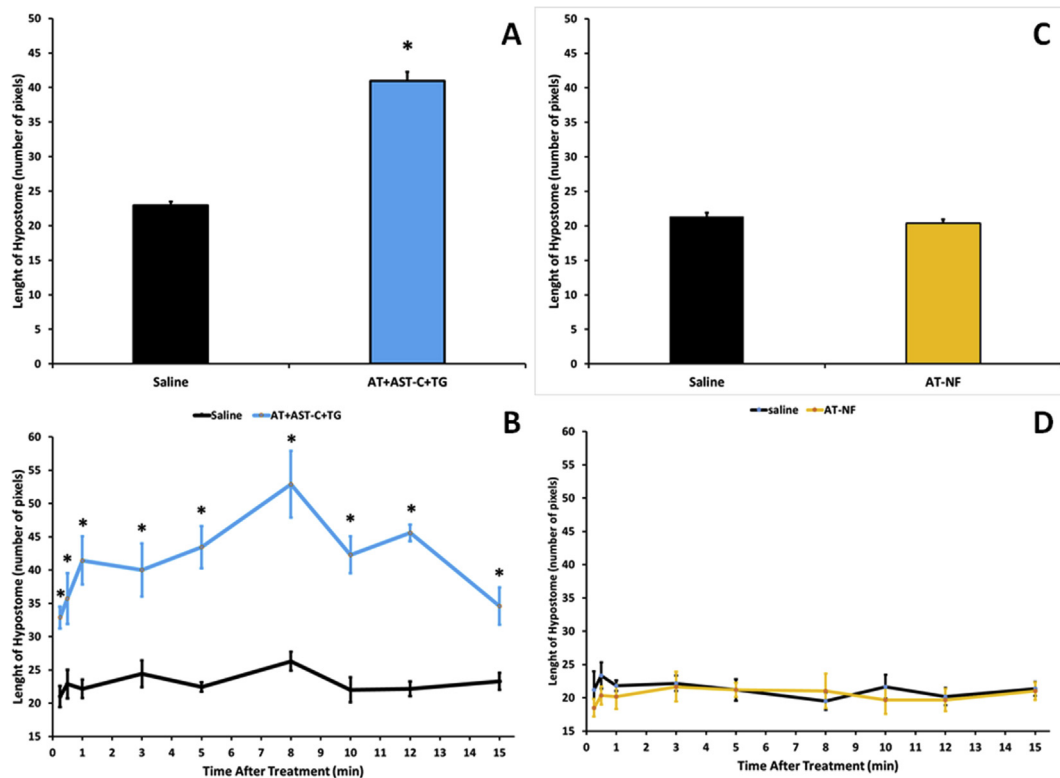 A
Lenght of Hypostome (number of pixels)
50
45
40
35
30
25
20
15
10
5
0
*
Saline AT+AST-C+TG
C
Lenght of Hypostome (number of pixels)
50
45
40
35
30
25
20
15
10
5
0
Saline AT-NF
Saline AT+AST-C+TG
B
Lenght of Hypostome (number of pixels)
60
55
50
45
40
35
30
25
20
15
* * * * * * * * *
0 1 2 3 4 5 6 7 8 9 10 11 12 13 14 15
Time After Treatment (min)
saline AT-NF
D
Lenght of Hypostome (number of pixels)
60
55
50
45
40
35
30
25
20
15
0 1 2 3 4 5 6 7 8 9 10 11 12 13 14 15
Time After Treatment (min)